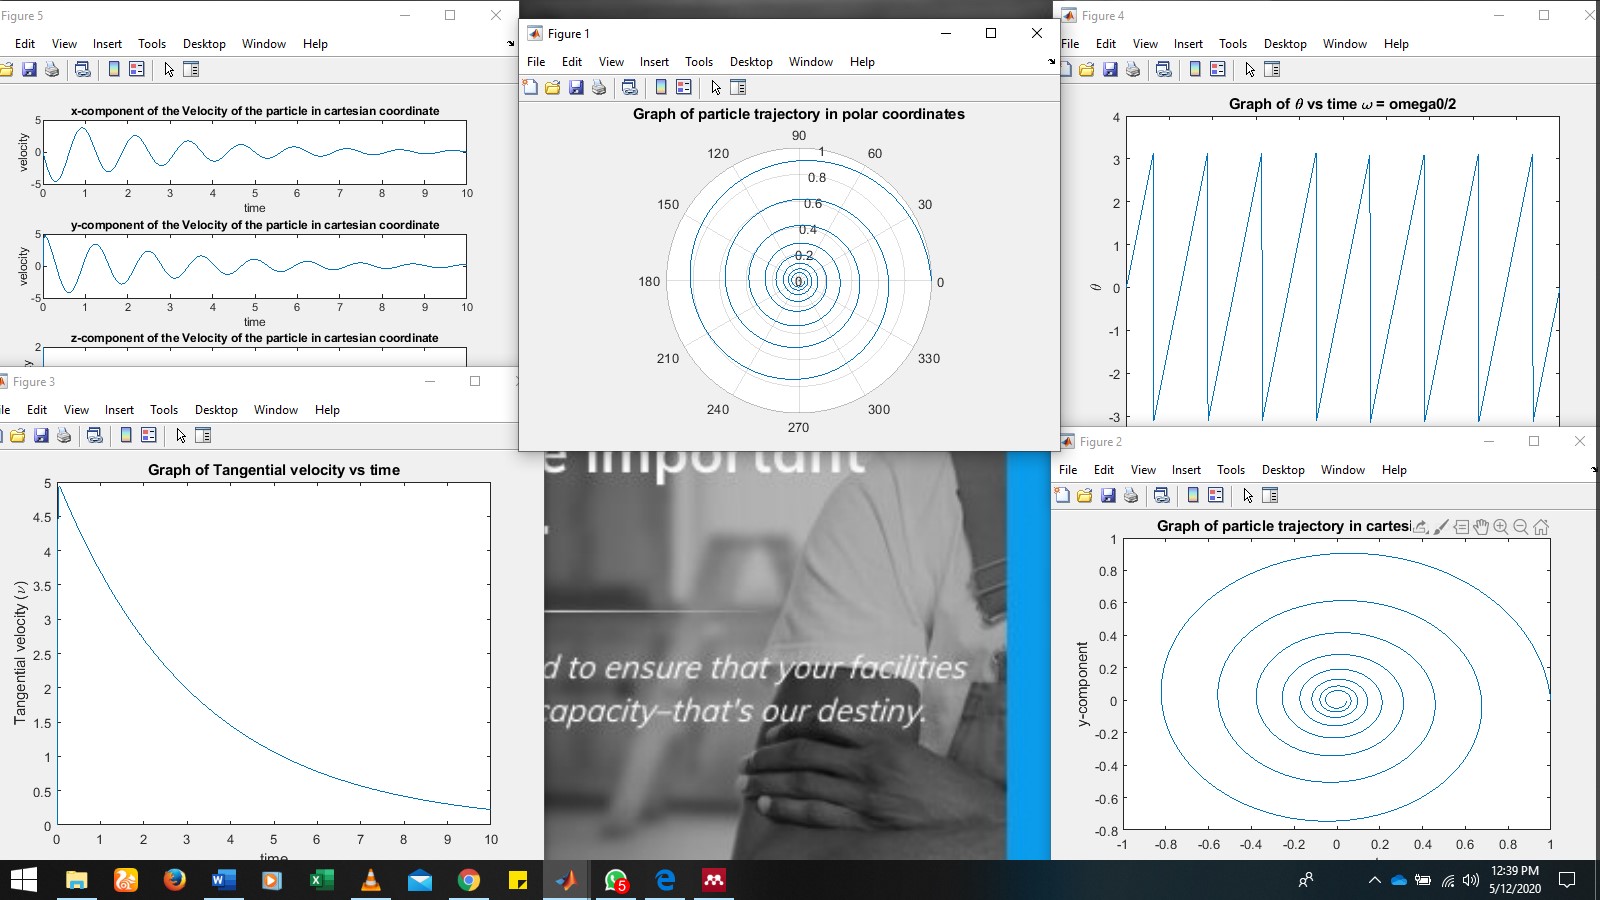 Figure 5
Edit View Insert Tools Desktop Window Help
x-component of the Velocity of the particle in cartesian coordinate
velocity
5
0
-5
0 1 2 3 4 5 6 7 8 9 10
time
y-component of the Velocity of the particle in cartesian coordinate
velocity
5
0
-5
0 1 2 3 4 5 6 7 8 9 10
time
z-component of the Velocity of the particle in cartesian coordinate
2
Figure 1
File Edit View Insert Tools Desktop Window Help
Graph of particle trajectory in polar coordinates
90
120 60
150 30
180 0
210 330
240 300
270
1
0.8
0.6
0.4
0.2
0
Figure 4
File Edit View Insert Tools Desktop Window Help
Graph of θ vs time ω = omega0/2
θ
4
3
2
1
0
-1
-2
-3
Figure 3
ile Edit View Insert Tools Desktop Window Help
Graph of Tangential velocity vs time
Tangential velocity (ν)
5
4.5
4
3.5
3
2.5
2
1.5
1
0.5
0
0 1 2 3 4 5 6 7 8 9 10
time
e important
d to ensure that your facilities
capacity–that's our destiny.
Figure 2
File Edit View Insert Tools Desktop Window Help
Graph of particle trajectory in cartesi
y-component
1
0.8
0.6
0.4
0.2
0
-0.2
-0.4
-0.6
-0.8
-1 -0.8 -0.6 -0.4 -0.2 0 0.2 0.4 0.6 0.8 1
5
12:39 PM
5/12/2020